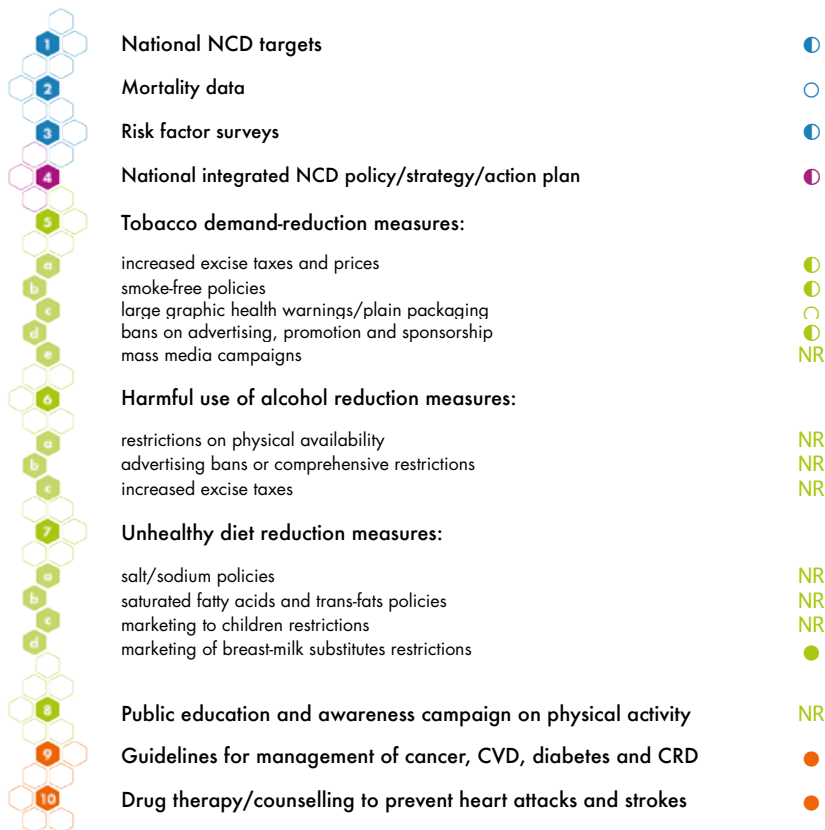 1 National NCD targets
2 Mortality data
3 Risk factor surveys
4 National integrated NCD policy/strategy/action plan
5 Tobacco demand-reduction measures:
a increased excise taxes and prices
b smoke-free policies
c large graphic health warnings/plain packaging
d bans on advertising, promotion and sponsorship
e mass media campaigns NR
6 Harmful use of alcohol reduction measures:
a restrictions on physical availability NR
b advertising bans or comprehensive restrictions NR
c increased excise taxes NR
7 Unhealthy diet reduction measures:
a salt/sodium policies NR
b saturated fatty acids and trans-fats policies NR
c marketing to children restrictions NR
d marketing of breast-milk substitutes restrictions
8 Public education and awareness campaign on physical activity NR
9 Guidelines for management of cancer, CVD, diabetes and CRD
10 Drug therapy/counselling to prevent heart attacks and strokes